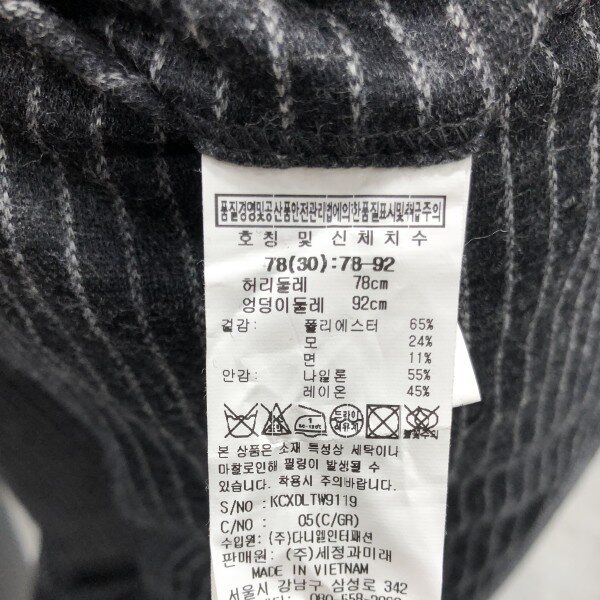 품질경영및공산품안전관리법에의한품질표시및취급주의
호칭 및 신체치수
78(30):78-92
허리둘레 78cm
엉덩이둘레 92cm
겉감: 폴리에스터 65%
모 24%
면 11%
안감: 나일론 55%
레이온 45%
드라이
본 상품은 소재 특성상 세탁이나
마찰로인해 필링이 발생될 수
있습니다. 착용시 주의바랍니다.
S/NO : KCXDLTW9119
C/NO : 05(C/GR)
수입원: (주)다니엘인터패션
판매원: (주)세정과미래
MADE IN VIETNAM
서울시 강남구 삼성로 342